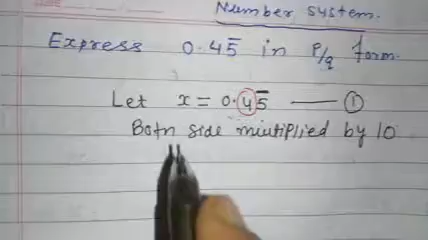 Number system.
Express 0.45̅ in P/q form.
Let x = 0.45̅ —— ①
Both side multiplied by 10